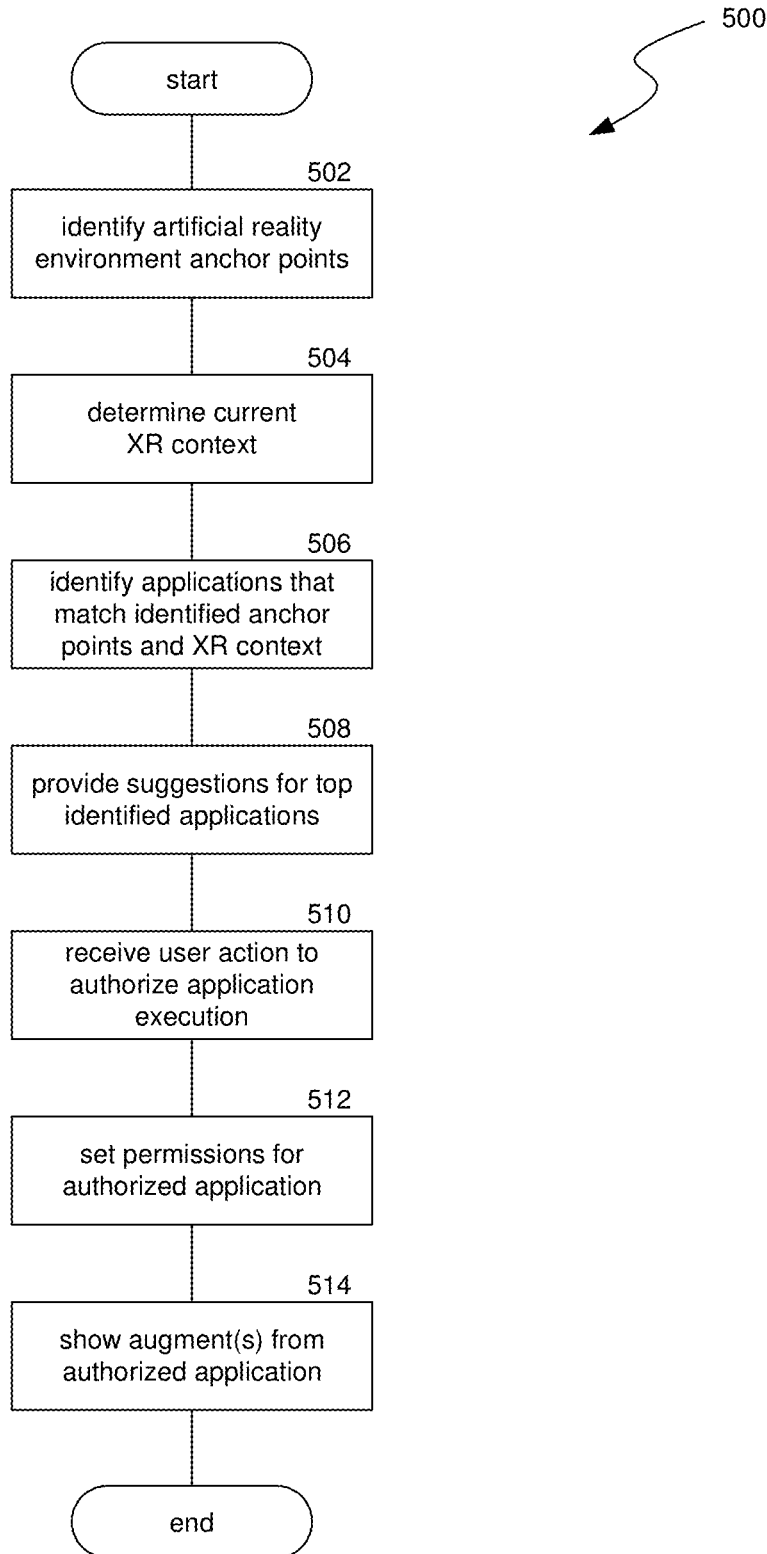 500
start
502
identify artificial reality
environment anchor points
504
determine current
XR context
506
identify applications that
match identified anchor
points and XR context
508
provide suggestions for top
identified applications
510
receive user action to
authorize application
execution
512
set permissions for
authorized application
514
show augment(s) from
authorized application
end